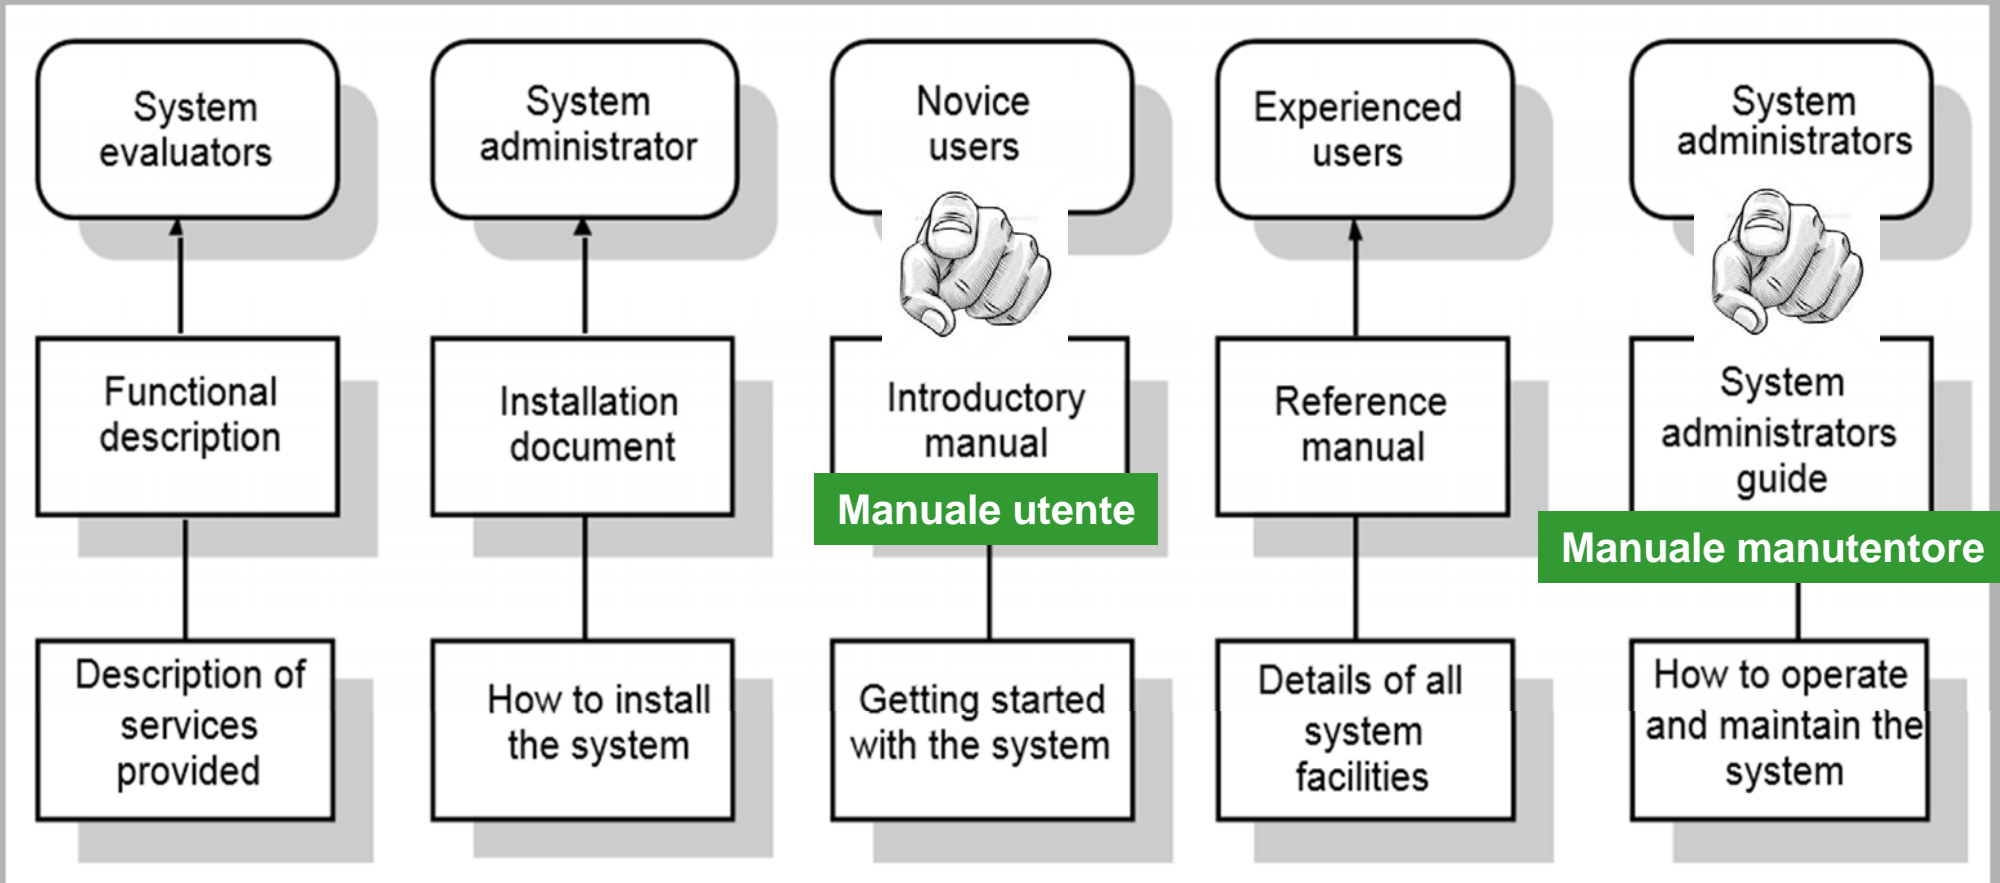 System
evaluators
System
administrator
Novice
users
Experienced
users
System
administrators
Functional
description
Installation
document
Introductory
manual
Manuale utente
Reference
manual
System
administrators
guide
Manuale manutentore
Description of
services
provided
How to install
the system
Getting started
with the system
Details of all
system
facilities
How to operate
and maintain the
system